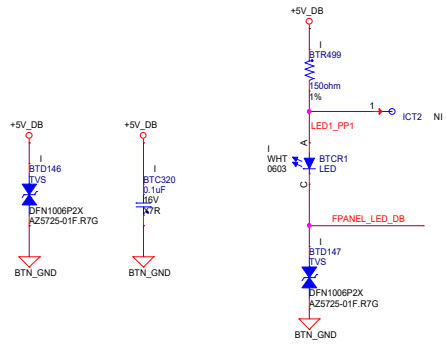 +5V_DB
I
BTR499
150ohm
1%
1
ICT2
NI
LED1_PP1
+5V_DB
I
BTD146
TVS
DFN1006P2X
AZ5725-01F.R7G
BTN_GND
+5V_DB
I
BTC320
0.1uF
16V
X7R
BTN_GND
I
WHT
0603
A
BTCR1
LED
C
FPANEL_LED_DB
I
BTD147
TVS
DFN1006P2X
AZ5725-01F.R7G
BTN_GND